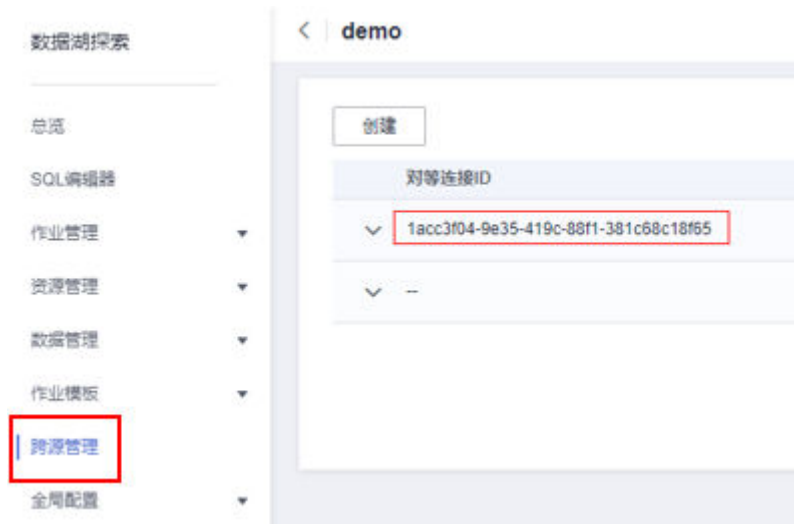 数据湖探索
总览
SQL编辑器
作业管理
资源管理
数据管理
作业模板
跨源管理
全局配置
demo
创建
对等连接ID
1acc3f04-9e35-419c-88f1-381c68c18f65
--